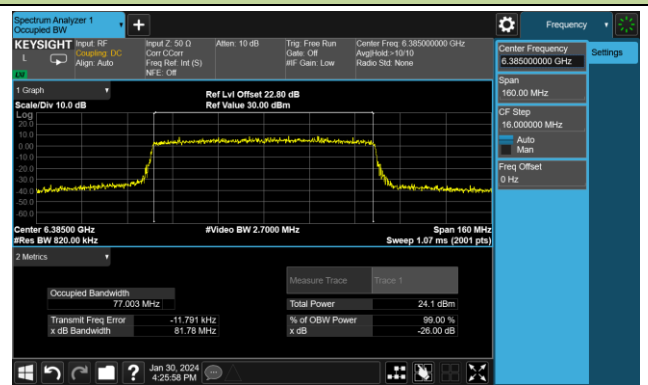 Spectrum Analyzer 1
Occupied BW
Frequency
KEYSIGHT
L
Input: RF
Coupling: DC
Align: Auto
Input Z: 50 Ω
Corr CCorr
Freq Ref: Int (S)
NFE: Off
Atten: 10 dB
Trig: Free Run
Gate: Off
#IF Gain: Low
Center Freq: 6.385000000 GHz
Avg|Hold:>10/10
Radio Std: None
Center Frequency
6.385000000 GHz
Settings
Span
160.00 MHz
CF Step
16.000000 MHz
Auto
Man
Freq Offset
0 Hz
1 Graph
Scale/Div 10.0 dB
Ref Lvl Offset 22.80 dB
Ref Value 30.00 dBm
Log
20.0
10.0
0.00
-10.0
-20.0
-30.0
-40.0
-50.0
-60.0
Center 6.38500 GHz
#Res BW 820.00 kHz
#Video BW 2.7000 MHz
Span 160 MHz
Sweep 1.07 ms (2001 pts)
2 Metrics
Measure Trace Trace 1
Occupied Bandwidth
77.003 MHz
Total Power 24.1 dBm
Transmit Freq Error -11.791 kHz
% of OBW Power 99.00 %
x dB Bandwidth 81.78 MHz
x dB -26.00 dB
?
Jan 30, 2024
4:25:58 PM